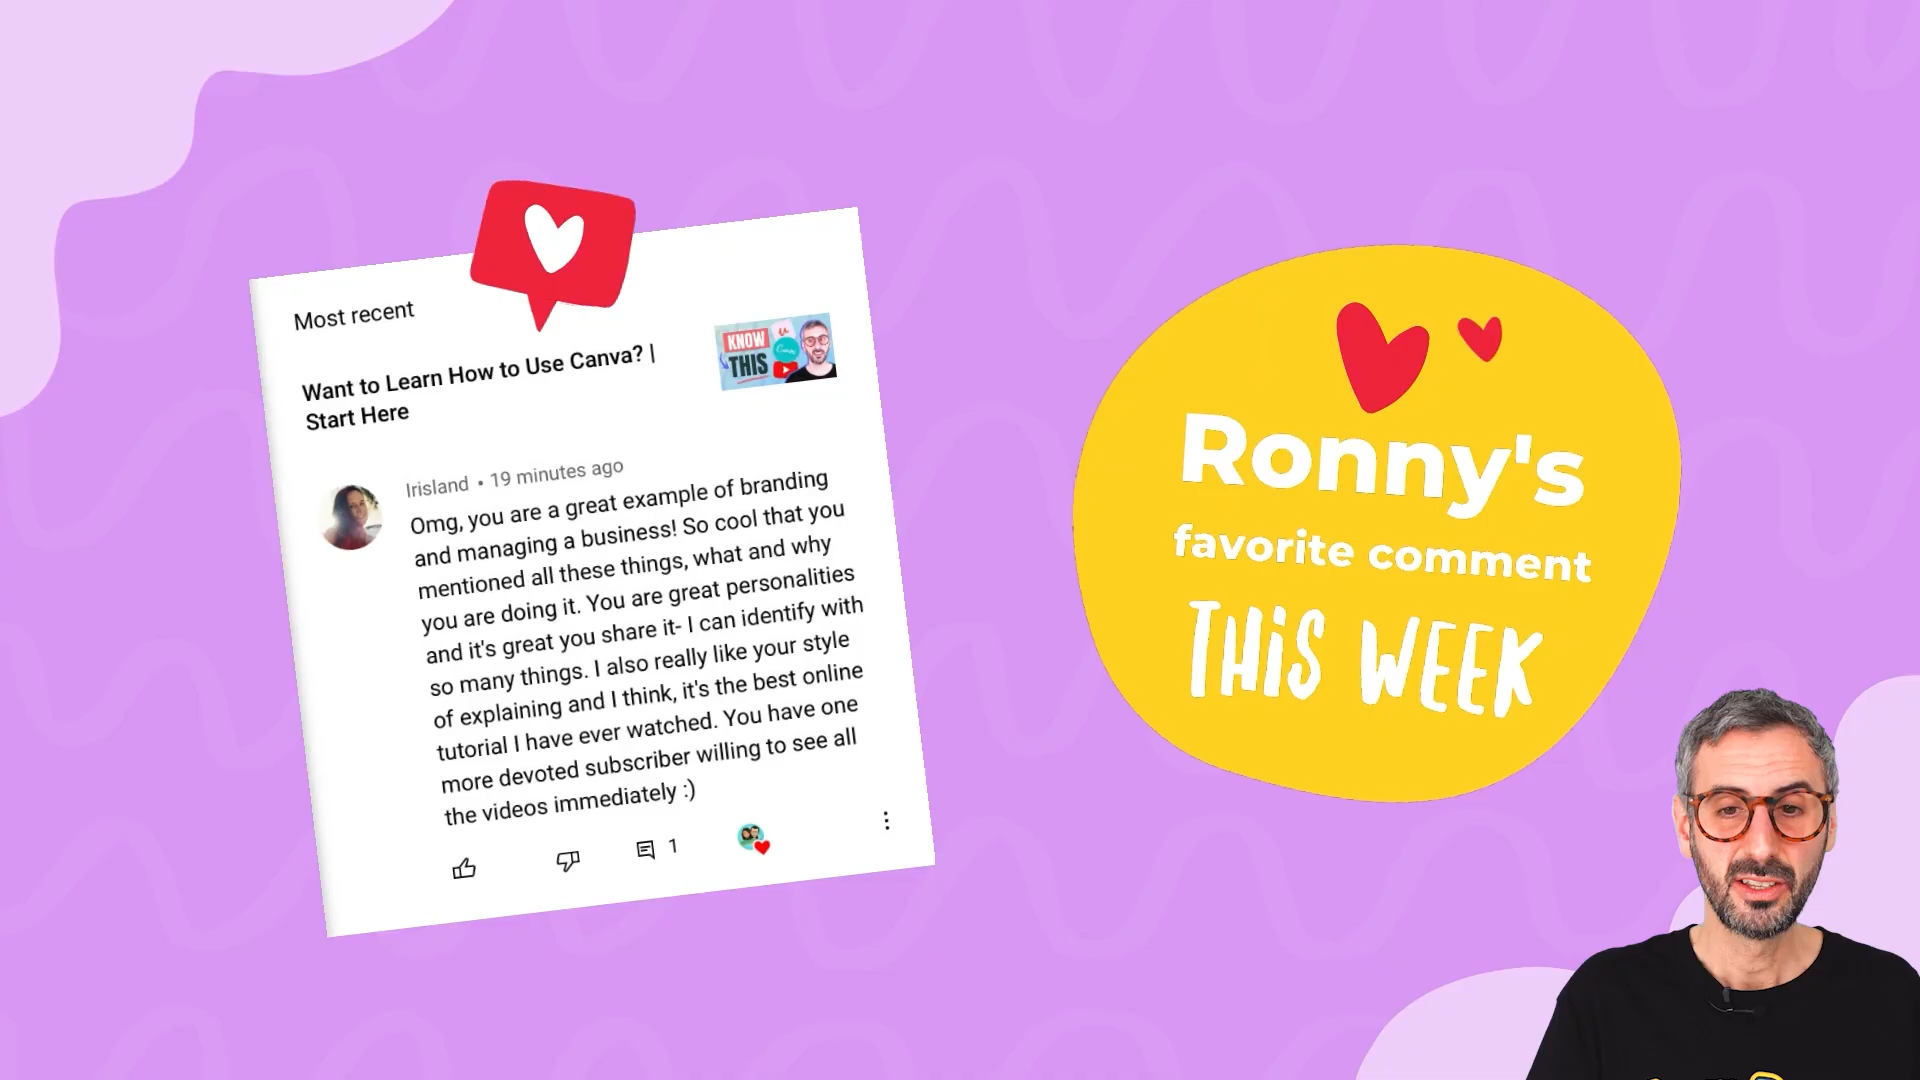 Most recent
Want to Learn How to Use Canva? |
Start Here
KNOW
THIS
Canva
Irisland • 19 minutes ago
Omg, you are a great example of branding
and managing a business! So cool that you
mentioned all these things, what and why
you are doing it. You are great personalities
and it's great you share it- I can identify with
so many things. I also really like your style
of explaining and I think, it's the best online
tutorial I have ever watched. You have one
more devoted subscriber willing to see all
the videos immediately :)
1
Ronny's
favorite comment
THiS WEEK